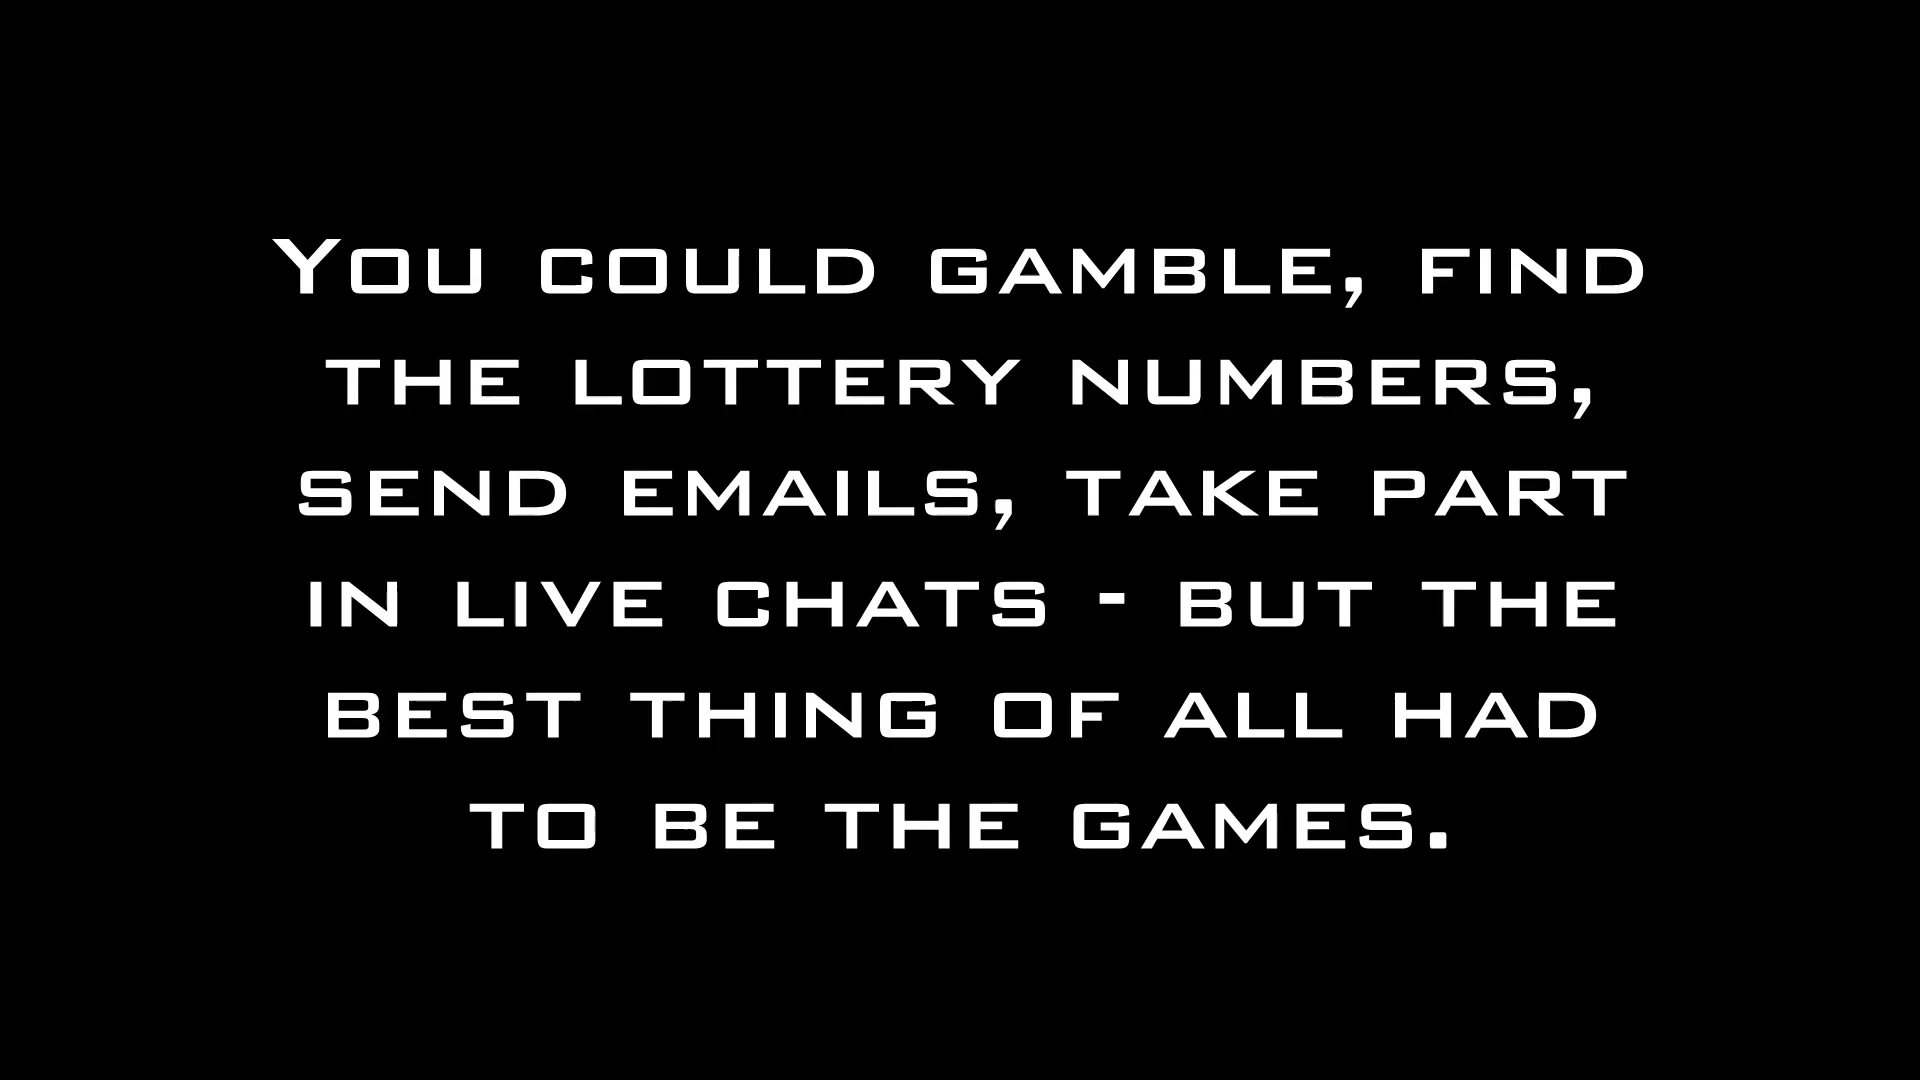 You could gamble, find
the lottery numbers,
send emails, take part
in live chats - but the
best thing of all had
to be the games.